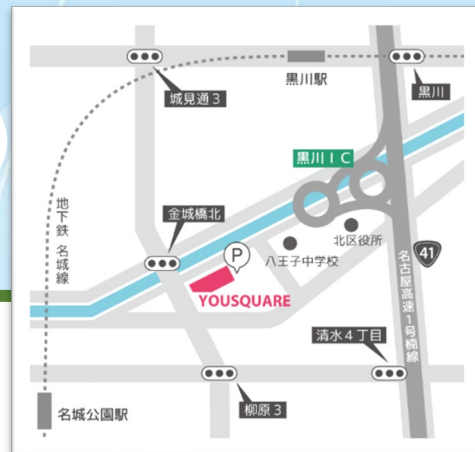 黒川駅
黒川
城見通3
黒川IC
地下鉄 名城線
金城橋北
P
北区役所
八王子中学校
41
名古屋高速1号楠線
YOUSQUARE
清水4丁目
柳原3
名城公園駅